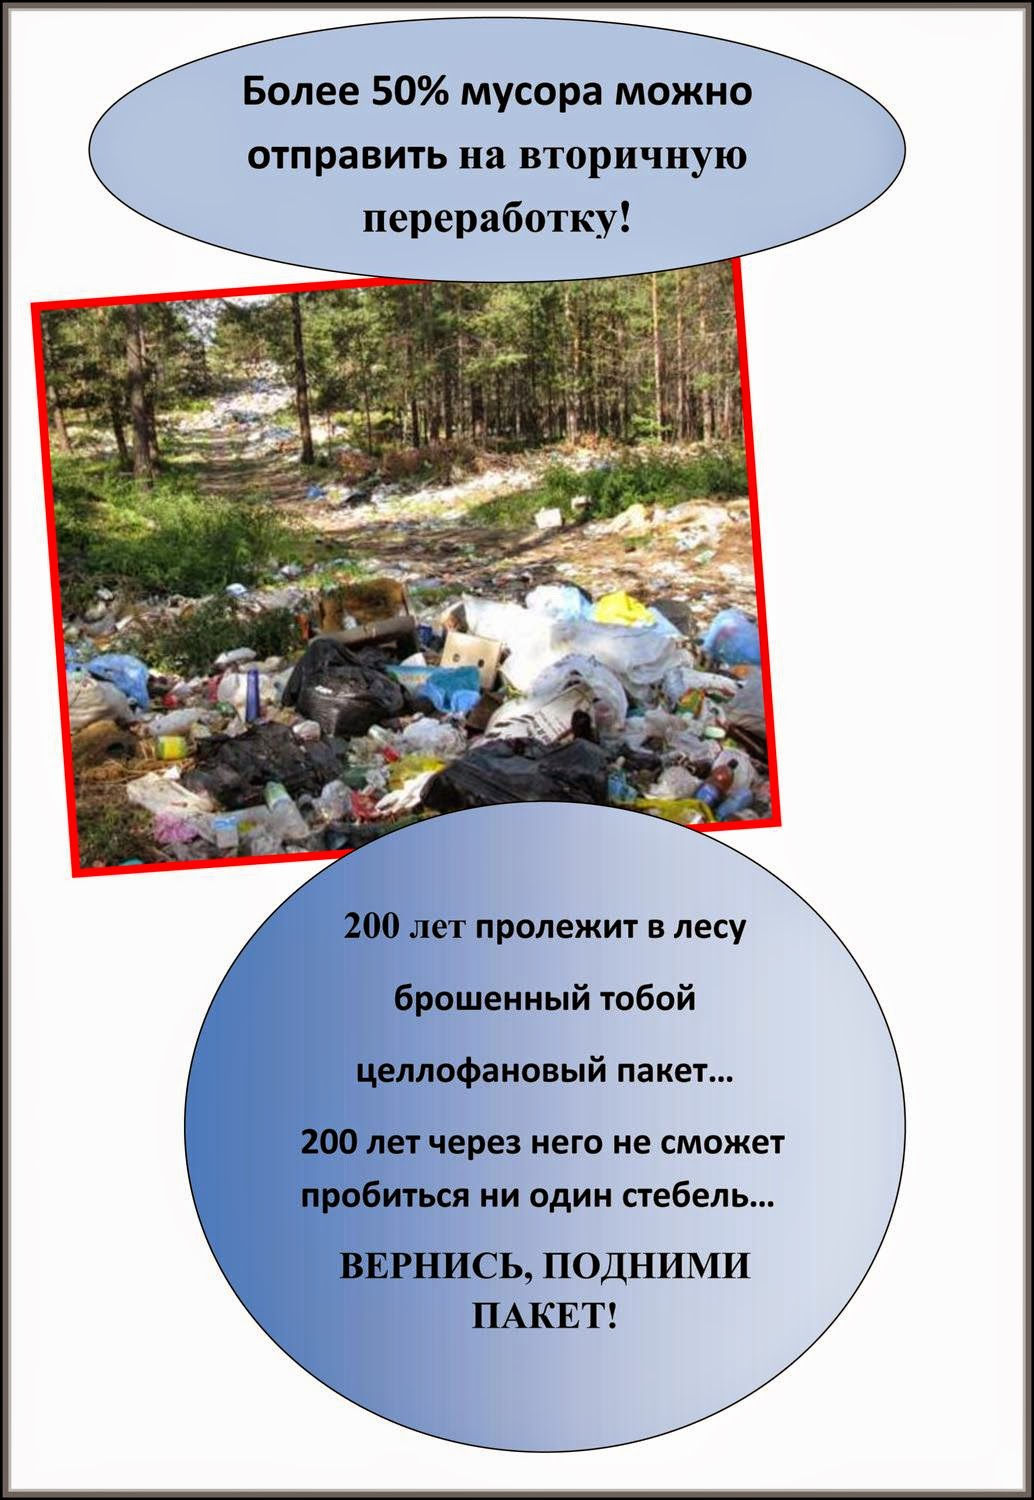 Более 50% мусора можно
отправить на вторичную
переработку!
200 лет пролежит в лесу
брошенный тобой
целлофановый пакет...
200 лет через него не сможет
пробиться ни один стебель...
ВЕРНИСЬ, ПОДНИМИ
ПАКЕТ!